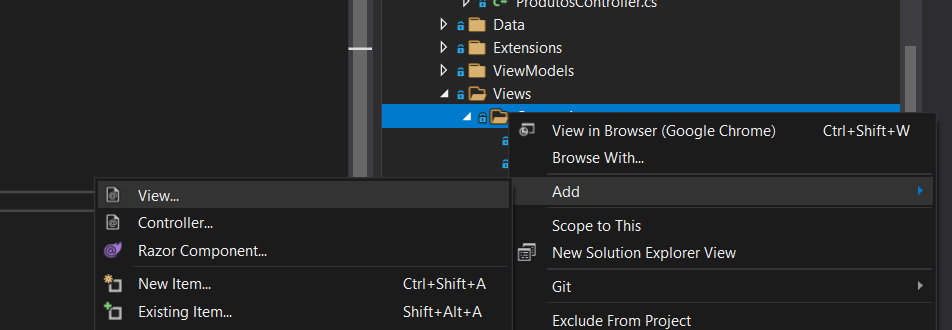 ProdutosController.cs
Data
Extensions
ViewModels
Views
View in Browser (Google Chrome) Ctrl+Shift+W
Browse With...
Add
View...
Controller...
Scope to This
Razor Component...
New Solution Explorer View
New Item... Ctrl+Shift+A
Git
Existing Item... Shift+Alt+A
Exclude From Project